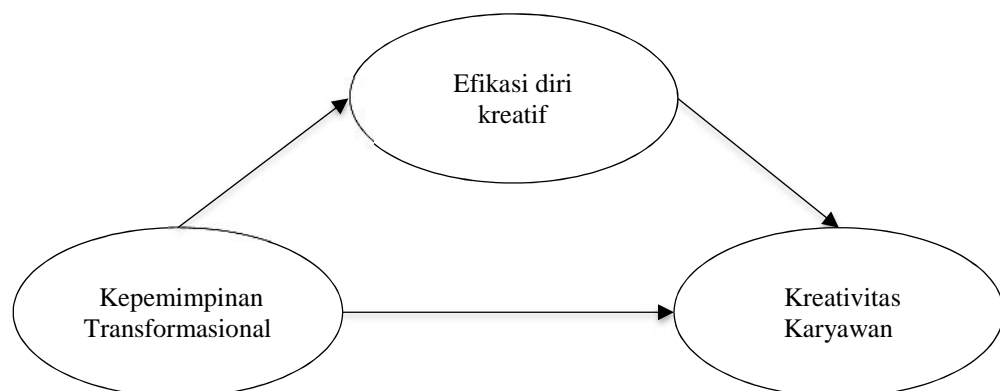 Efikasi diri
kreatif
Kepemimpinan
Transformasional
Kreativitas
Karyawan